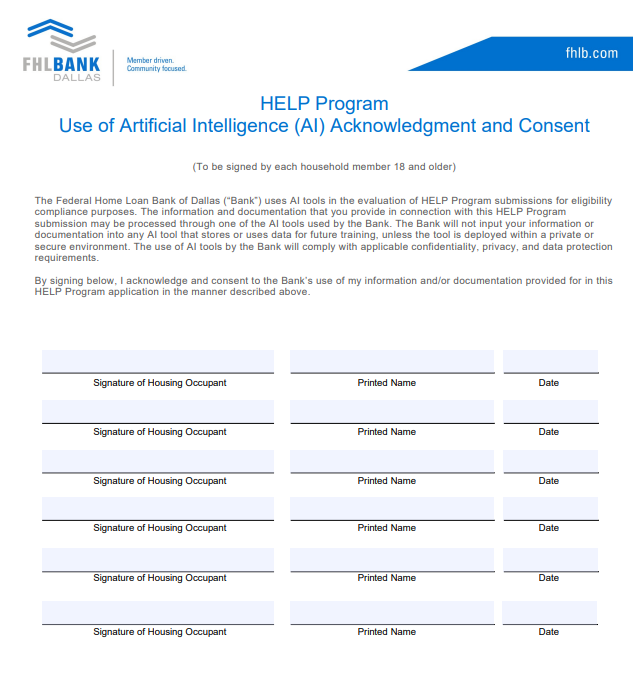 FHLBANK
DALLAS
Member driven.
Community focused.
fhlb.com
HELP Program
Use of Artificial Intelligence (AI) Acknowledgment and Consent
(To be signed by each household member 18 and older)
The Federal Home Loan Bank of Dallas (“Bank”) uses AI tools in the evaluation of HELP Program submissions for eligibility
compliance purposes. The information and documentation that you provide in connection with this HELP Program
submission may be processed through one of the AI tools used by the Bank. The Bank will not input your information or
documentation into any AI tool that stores or uses data for future training, unless the tool is deployed within a private or
secure environment. The use of AI tools by the Bank will comply with applicable confidentiality, privacy, and data protection
requirements.
By signing below, I acknowledge and consent to the Bank’s use of my information and/or documentation provided for in this
HELP Program application in the manner described above.
Signature of Housing Occupant Printed Name Date
Signature of Housing Occupant Printed Name Date
Signature of Housing Occupant Printed Name Date
Signature of Housing Occupant Printed Name Date
Signature of Housing Occupant Printed Name Date
Signature of Housing Occupant Printed Name Date